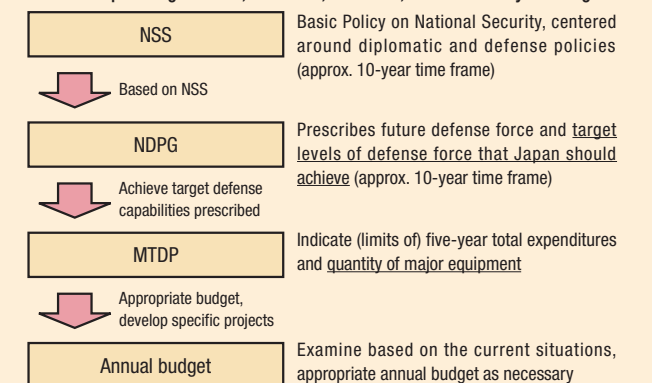 NSS
Basic Policy on National Security, centered
around diplomatic and defense policies
(approx. 10-year time frame)
Based on NSS
NDPG
Prescribes future defense force and target
levels of defense force that Japan should
achieve (approx. 10-year time frame)
Achieve target defense
capabilities prescribed
MTDP
Indicate (limits of) five-year total expenditures
and quantity of major equipment
Appropriate budget,
develop specific projects
Annual budget
Examine based on the current situations,
appropriate annual budget as necessary